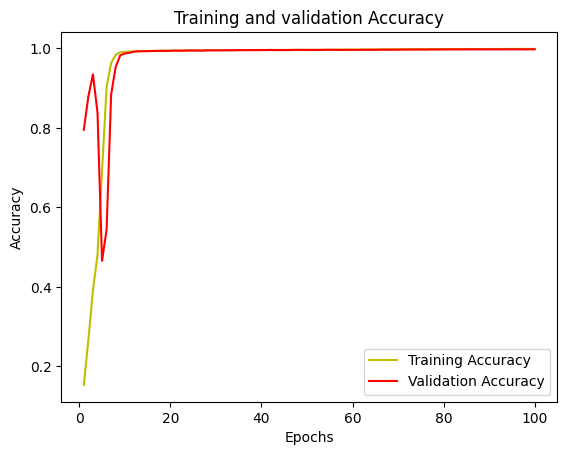 Training and validation Accuracy
1.0
0.8
0.6
0.4
0.2
Accuracy
Training Accuracy
Validation Accuracy
0
20
40
60
80
100
Epochs